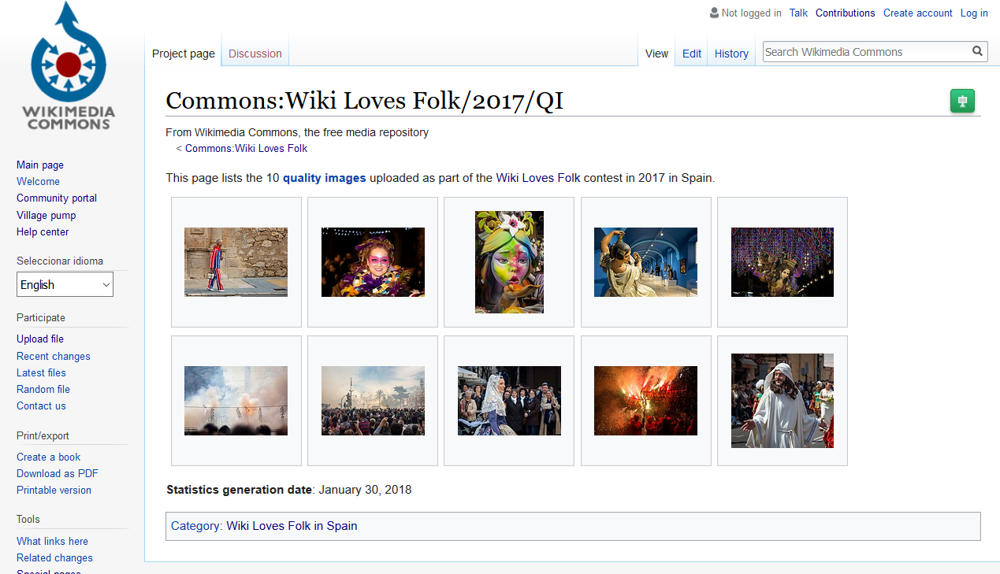 Not logged in Talk Contributions Create account Log in
WIKIMEDIA
COMMONS
Project page Discussion View Edit History Search Wikimedia Commons
Commons:Wiki Loves Folk/2017/QI
From Wikimedia Commons, the free media repository
< Commons:Wiki Loves Folk
This page lists the 10 quality images uploaded as part of the Wiki Loves Folk contest in 2017 in Spain.
Statistics generation date: January 30, 2018
Category: Wiki Loves Folk in Spain
Main page
Welcome
Community portal
Village pump
Help center
Seleccionar idioma
English
Participate
Upload file
Recent changes
Latest files
Random file
Contact us
Print/export
Create a book
Download as PDF
Printable version
Tools
What links here
Related changes
Special pages